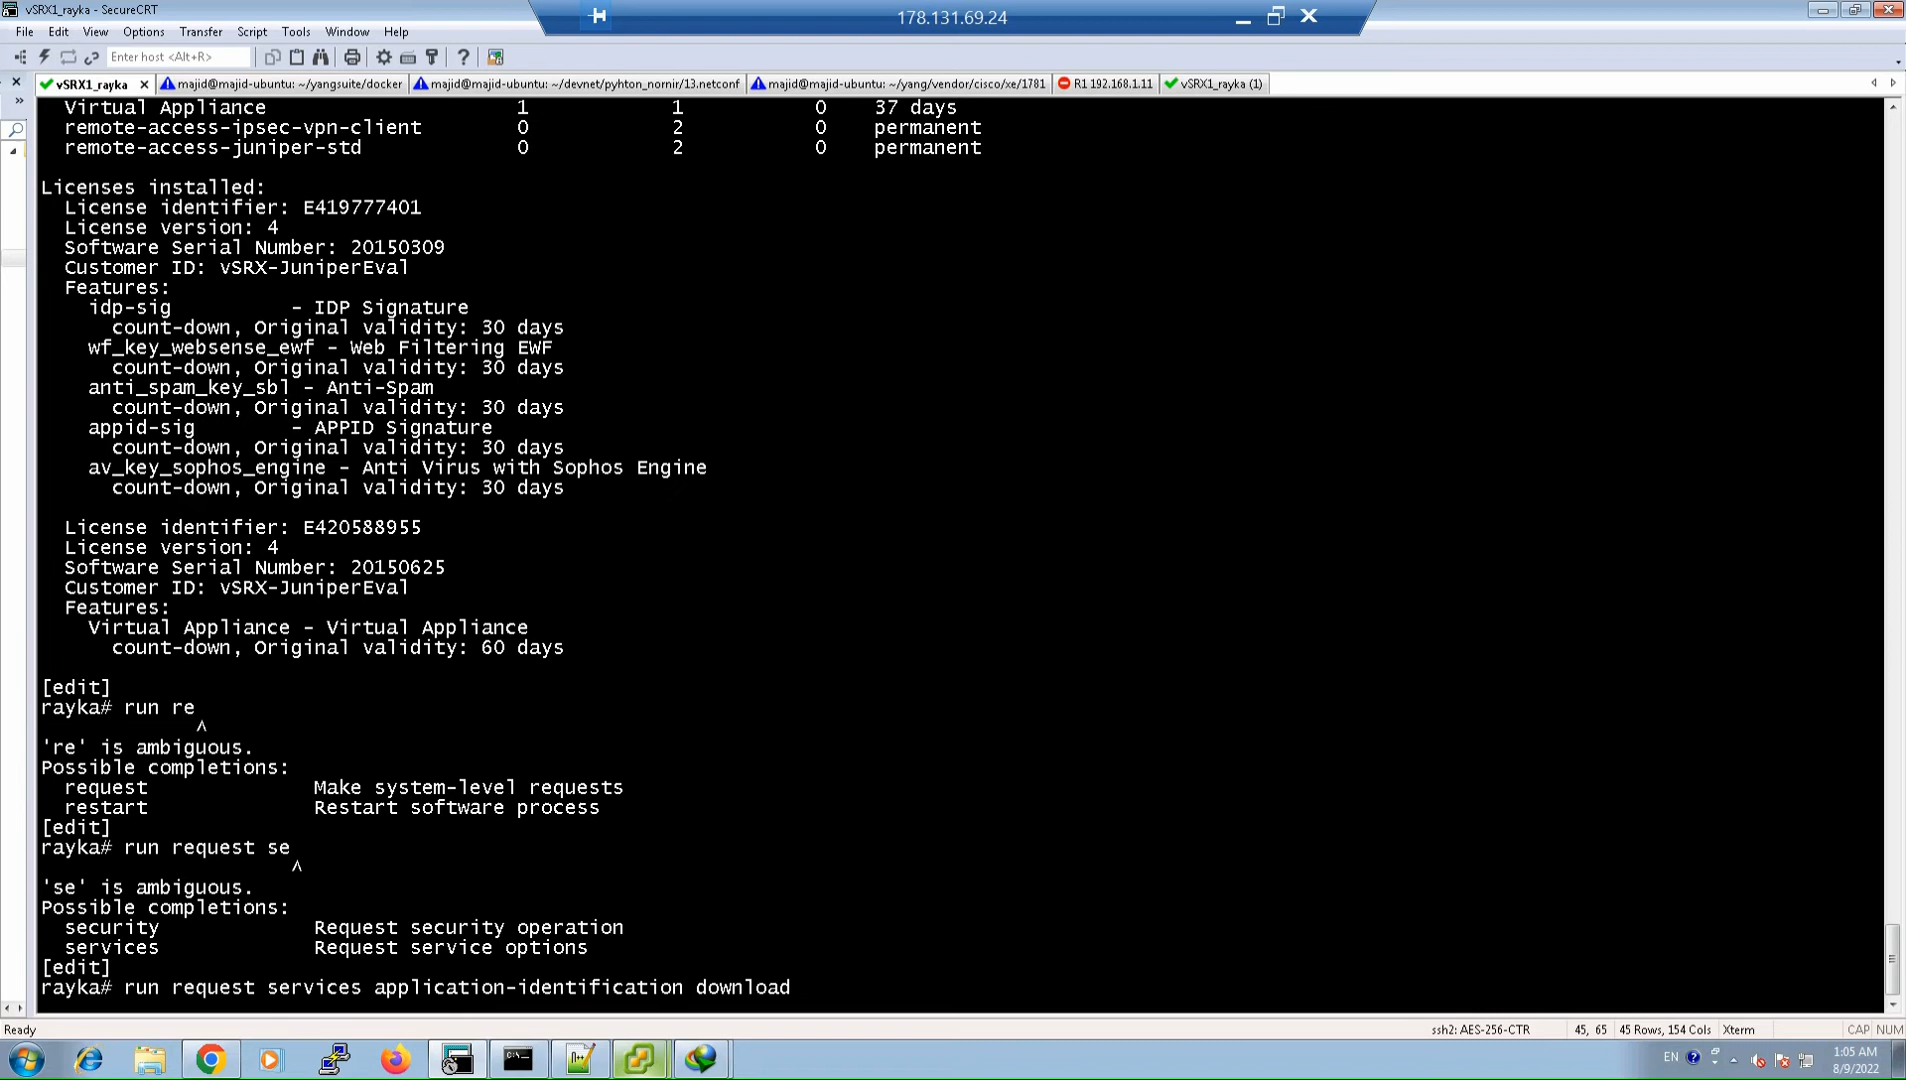 vSRX1_rayka - SecureCRT
178.131.69.24
File Edit View Options Transfer Script Tools Window Help
Enter host <Alt+R>
vSRX1_rayka
majid@majid-ubuntu: ~/yangsuite/docker
majid@majid-ubuntu: ~/devnet/pyhton_nornir/13.netconf
majid@majid-ubuntu: ~/yang/vendor/cisco/xe/1781
R1 192.168.1.11
vSRX1_rayka (1)
Virtual Appliance 1 1 0 37 days
remote-access-ipsec-vpn-client 0 2 0 permanent
remote-access-juniper-std 0 2 0 permanent
Licenses installed:
License identifier: E419777401
License version: 4
Software Serial Number: 20150309
Customer ID: vSRX-JuniperEval
Features:
idp-sig - IDP Signature
count-down, Original validity: 30 days
wf_key_websense_ewf - Web Filtering EWF
count-down, Original validity: 30 days
anti_spam_key_sbl - Anti-Spam
count-down, Original validity: 30 days
appid-sig - APPID Signature
count-down, Original validity: 30 days
av_key_sophos_engine - Anti Virus with Sophos Engine
count-down, Original validity: 30 days
License identifier: E420588955
License version: 4
Software Serial Number: 20150625
Customer ID: vSRX-JuniperEval
Features:
Virtual Appliance - Virtual Appliance
count-down, Original validity: 60 days
[edit]
rayka# run re
^
're' is ambiguous.
Possible completions:
request Make system-level requests
restart Restart software process
[edit]
rayka# run request se
^
'se' is ambiguous.
Possible completions:
security Request security operation
services Request service options
[edit]
rayka# run request services application-identification download
Ready
ssh2: AES-256-CTR 45, 65 45 Rows, 154 Cols Xterm CAP NUM
EN
1:05 AM
8/9/2022